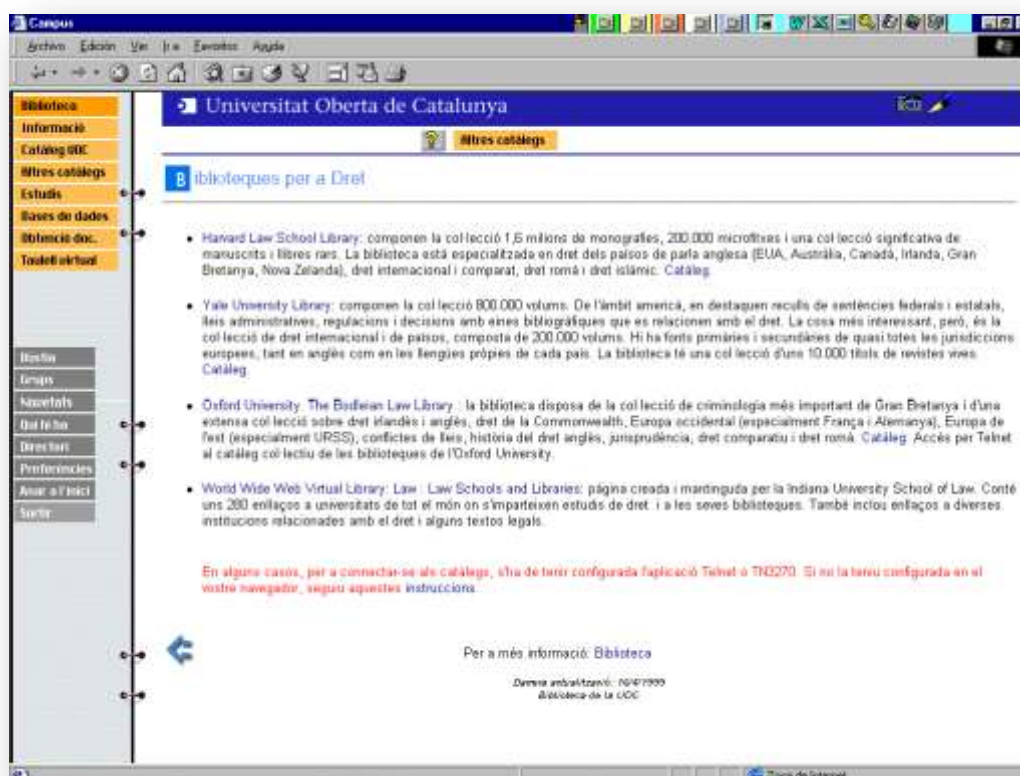 Campus
Archivo Edición Ver Ir a Favoritos Ayuda
Biblioteca
Informació
Catàleg UOC
Altres catàlegs
Estudis
Bases de dades
Obtenció doc.
Taulell virtual
Bústia
Grups
Novetats
Qui hi ha
Directori
Preferències
Anar a l'inici
Sortir
Universitat Oberta de Catalunya
Altres catàlegs
Biblioteques per a Dret
Harvard Law School Library: componen la col·lecció 1,6 milions de monografies, 200.000 microfitxes i una col·lecció significativa de
manuscrits i llibres rars. La biblioteca està especialitzada en dret dels països de parla anglesa (EUA, Austràlia, Canadà, Irlanda, Gran
Bretanya, Nova Zelanda), dret internacional i comparat, dret romà i dret islàmic. Catàleg.
Yale University Library: componen la col·lecció 800.000 volums. De l'àmbit americà, en destaquen reculls de sentències federals i estatals,
lleis administratives, regulacions i decisions amb eines bibliogràfiques que es relacionen amb el dret. La cosa més interessant, però, és la
col·lecció de dret internacional i de països, composta de 200.000 volums. Hi ha fonts primàries i secundàries de quasi totes les jurisdiccions
europees, tant en anglès com en les llengües pròpies de cada país. La biblioteca té una col·lecció d'uns 10.000 títols de revistes vives.
Catàleg.
Oxford University. The Bodleian Law Library : la biblioteca disposa de la col·lecció de criminologia més important de Gran Bretanya i d'una
extensa col·lecció sobre dret irlandès i anglès, dret de la Commonwealth, Europa occidental (especialment França i Alemanya), Europa de
l'est (especialment URSS), conflictes de lleis, història del dret anglès, jurisprudència, dret comparatiu i dret romà. Catàleg. Accés per Telnet
al catàleg col·lectiu de les biblioteques de l'Oxford University.
World Wide Web Virtual Library: Law : Law Schools and Libraries: pàgina creada i mantinguda per la Indiana University School of Law. Conté
uns 280 enllaços a universitats de tot el món on s'imparteixen estudis de dret i a les seves biblioteques. També inclou enllaços a diverses
institucions relacionades amb el dret i alguns textos legals.
En alguns casos, per a connectar-se als catàlegs, s'ha de tenir configurada l'aplicació Telnet o TN3270. Si no la teniu configurada en el
vostre navegador, seguiu aquestes instruccions.
Per a més informació: Biblioteca
Darrera actualització: 16/4/1999
Biblioteca de la UOC
Zona de Internet